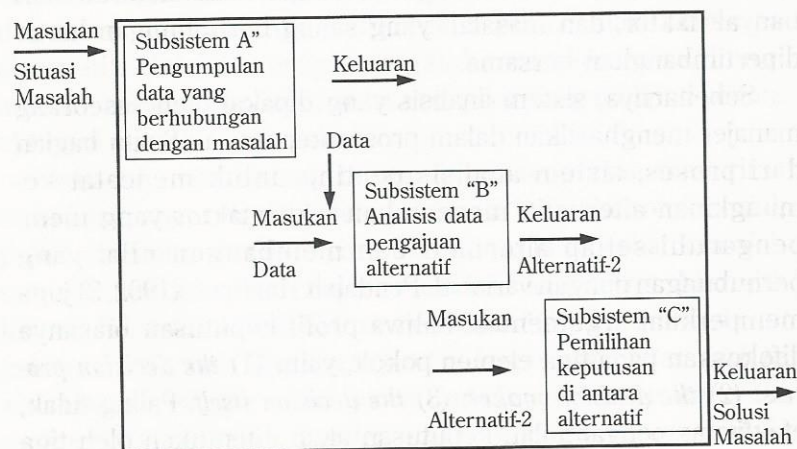 Masukan
Situasi
Masalah
Subsistem A”
Pengumpulan
data yang
berhubungan
dengan masalah
Keluaran
Data
Masukan
Data
Subsistem “B”
Analisis data
pengajuan
alternatif
Keluaran
Alternatif-2
Masukan
Alternatif-2
Subsistem “C”
Pemilihan
keputusan
di antara
alternatif
Keluaran
Solusi
Masalah